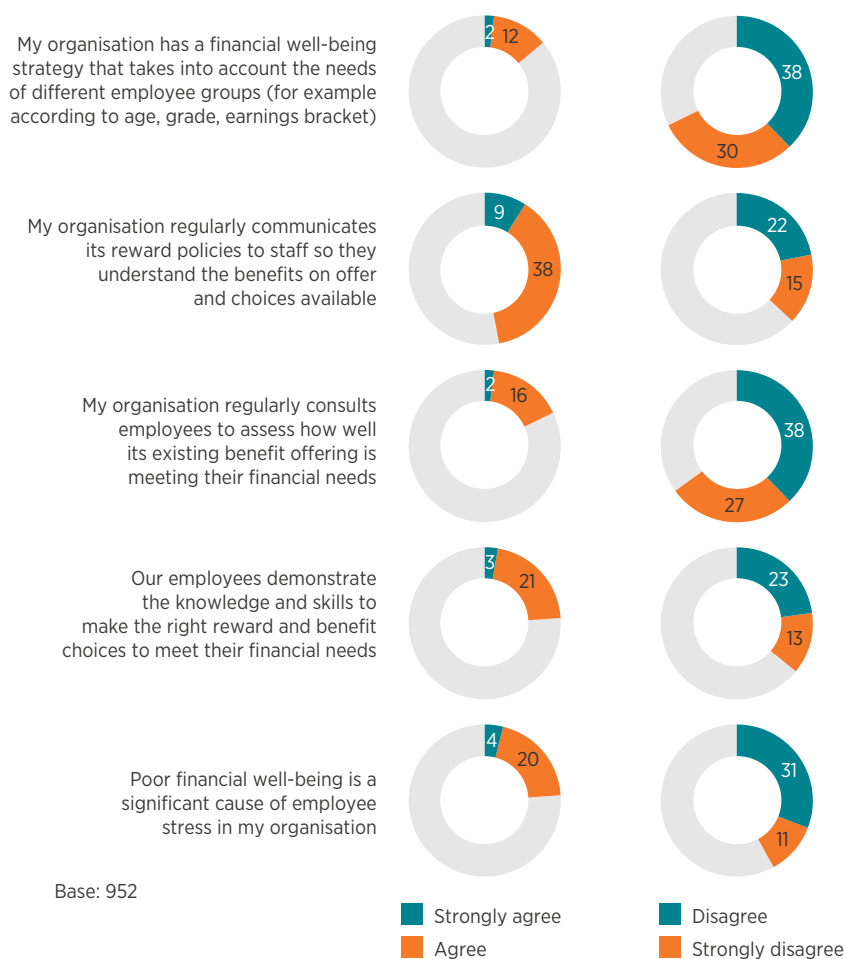 My organisation has a financial well-being
strategy that takes into account the needs
of different employee groups (for example
according to age, grade, earnings bracket)
2
12
38
30
My organisation regularly communicates
its reward policies to staff so they
understand the benefits on offer
and choices available
9
38
22
15
My organisation regularly consults
employees to assess how well
its existing benefit offering is
meeting their financial needs
2
16
38
27
Our employees demonstrate
the knowledge and skills to
make the right reward and benefit
choices to meet their financial needs
3
21
23
13
Poor financial well-being is a
significant cause of employee
stress in my organisation
4
20
31
11
Base: 952
Strongly agree
Agree
Disagree
Strongly disagree